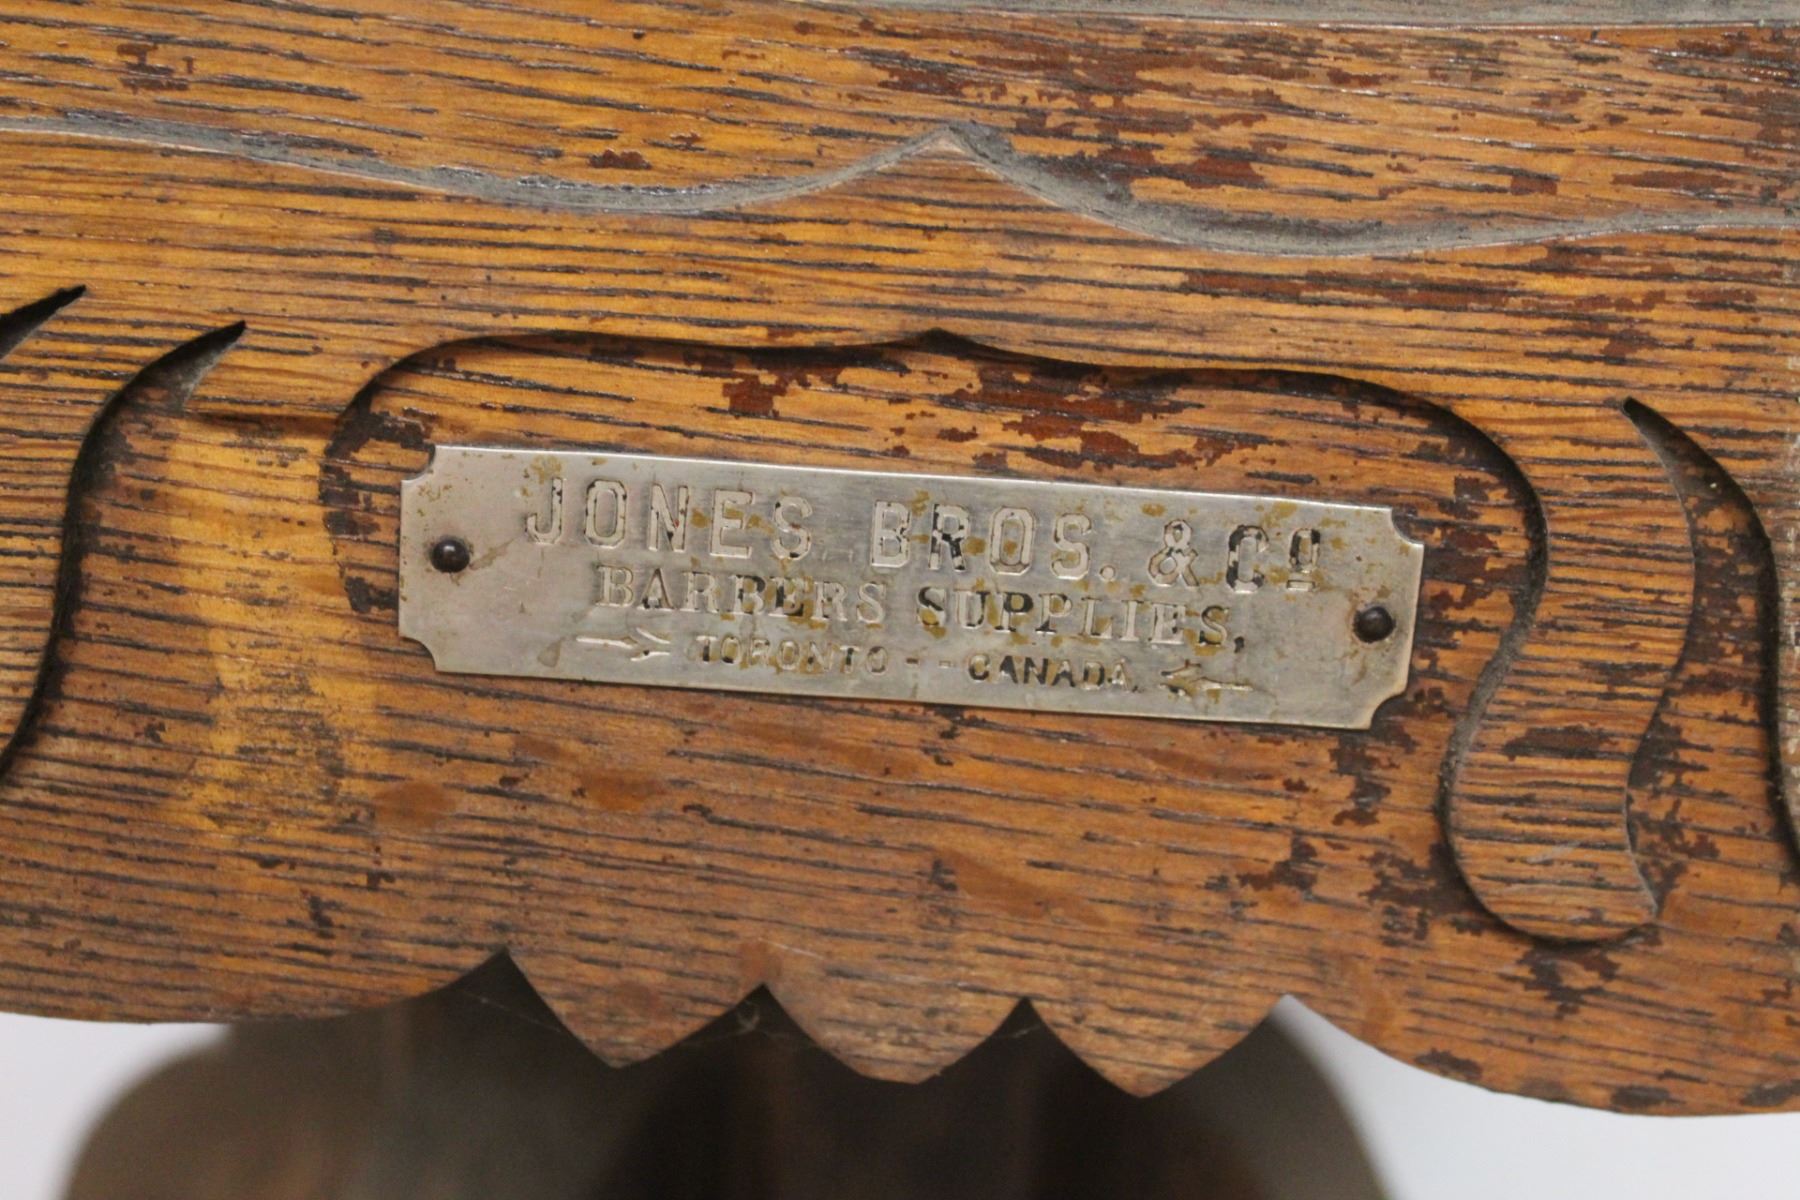 JONES BROS. & Cº
BARBERS SUPPLIES,
TORONTO - - CANADA.